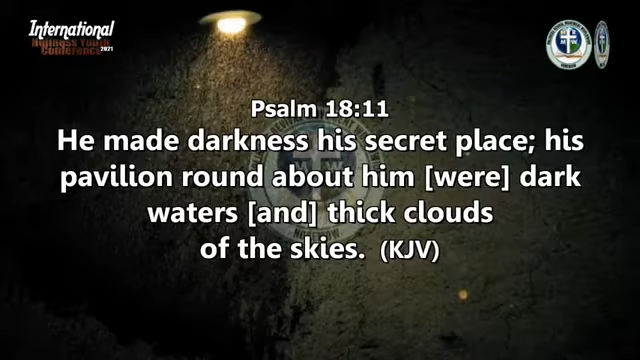 International
Holiness Youth
Conference 2021
Psalm 18:11
He made darkness his secret place; his
pavilion round about him [were] dark
waters [and] thick clouds
of the skies. (KJV)